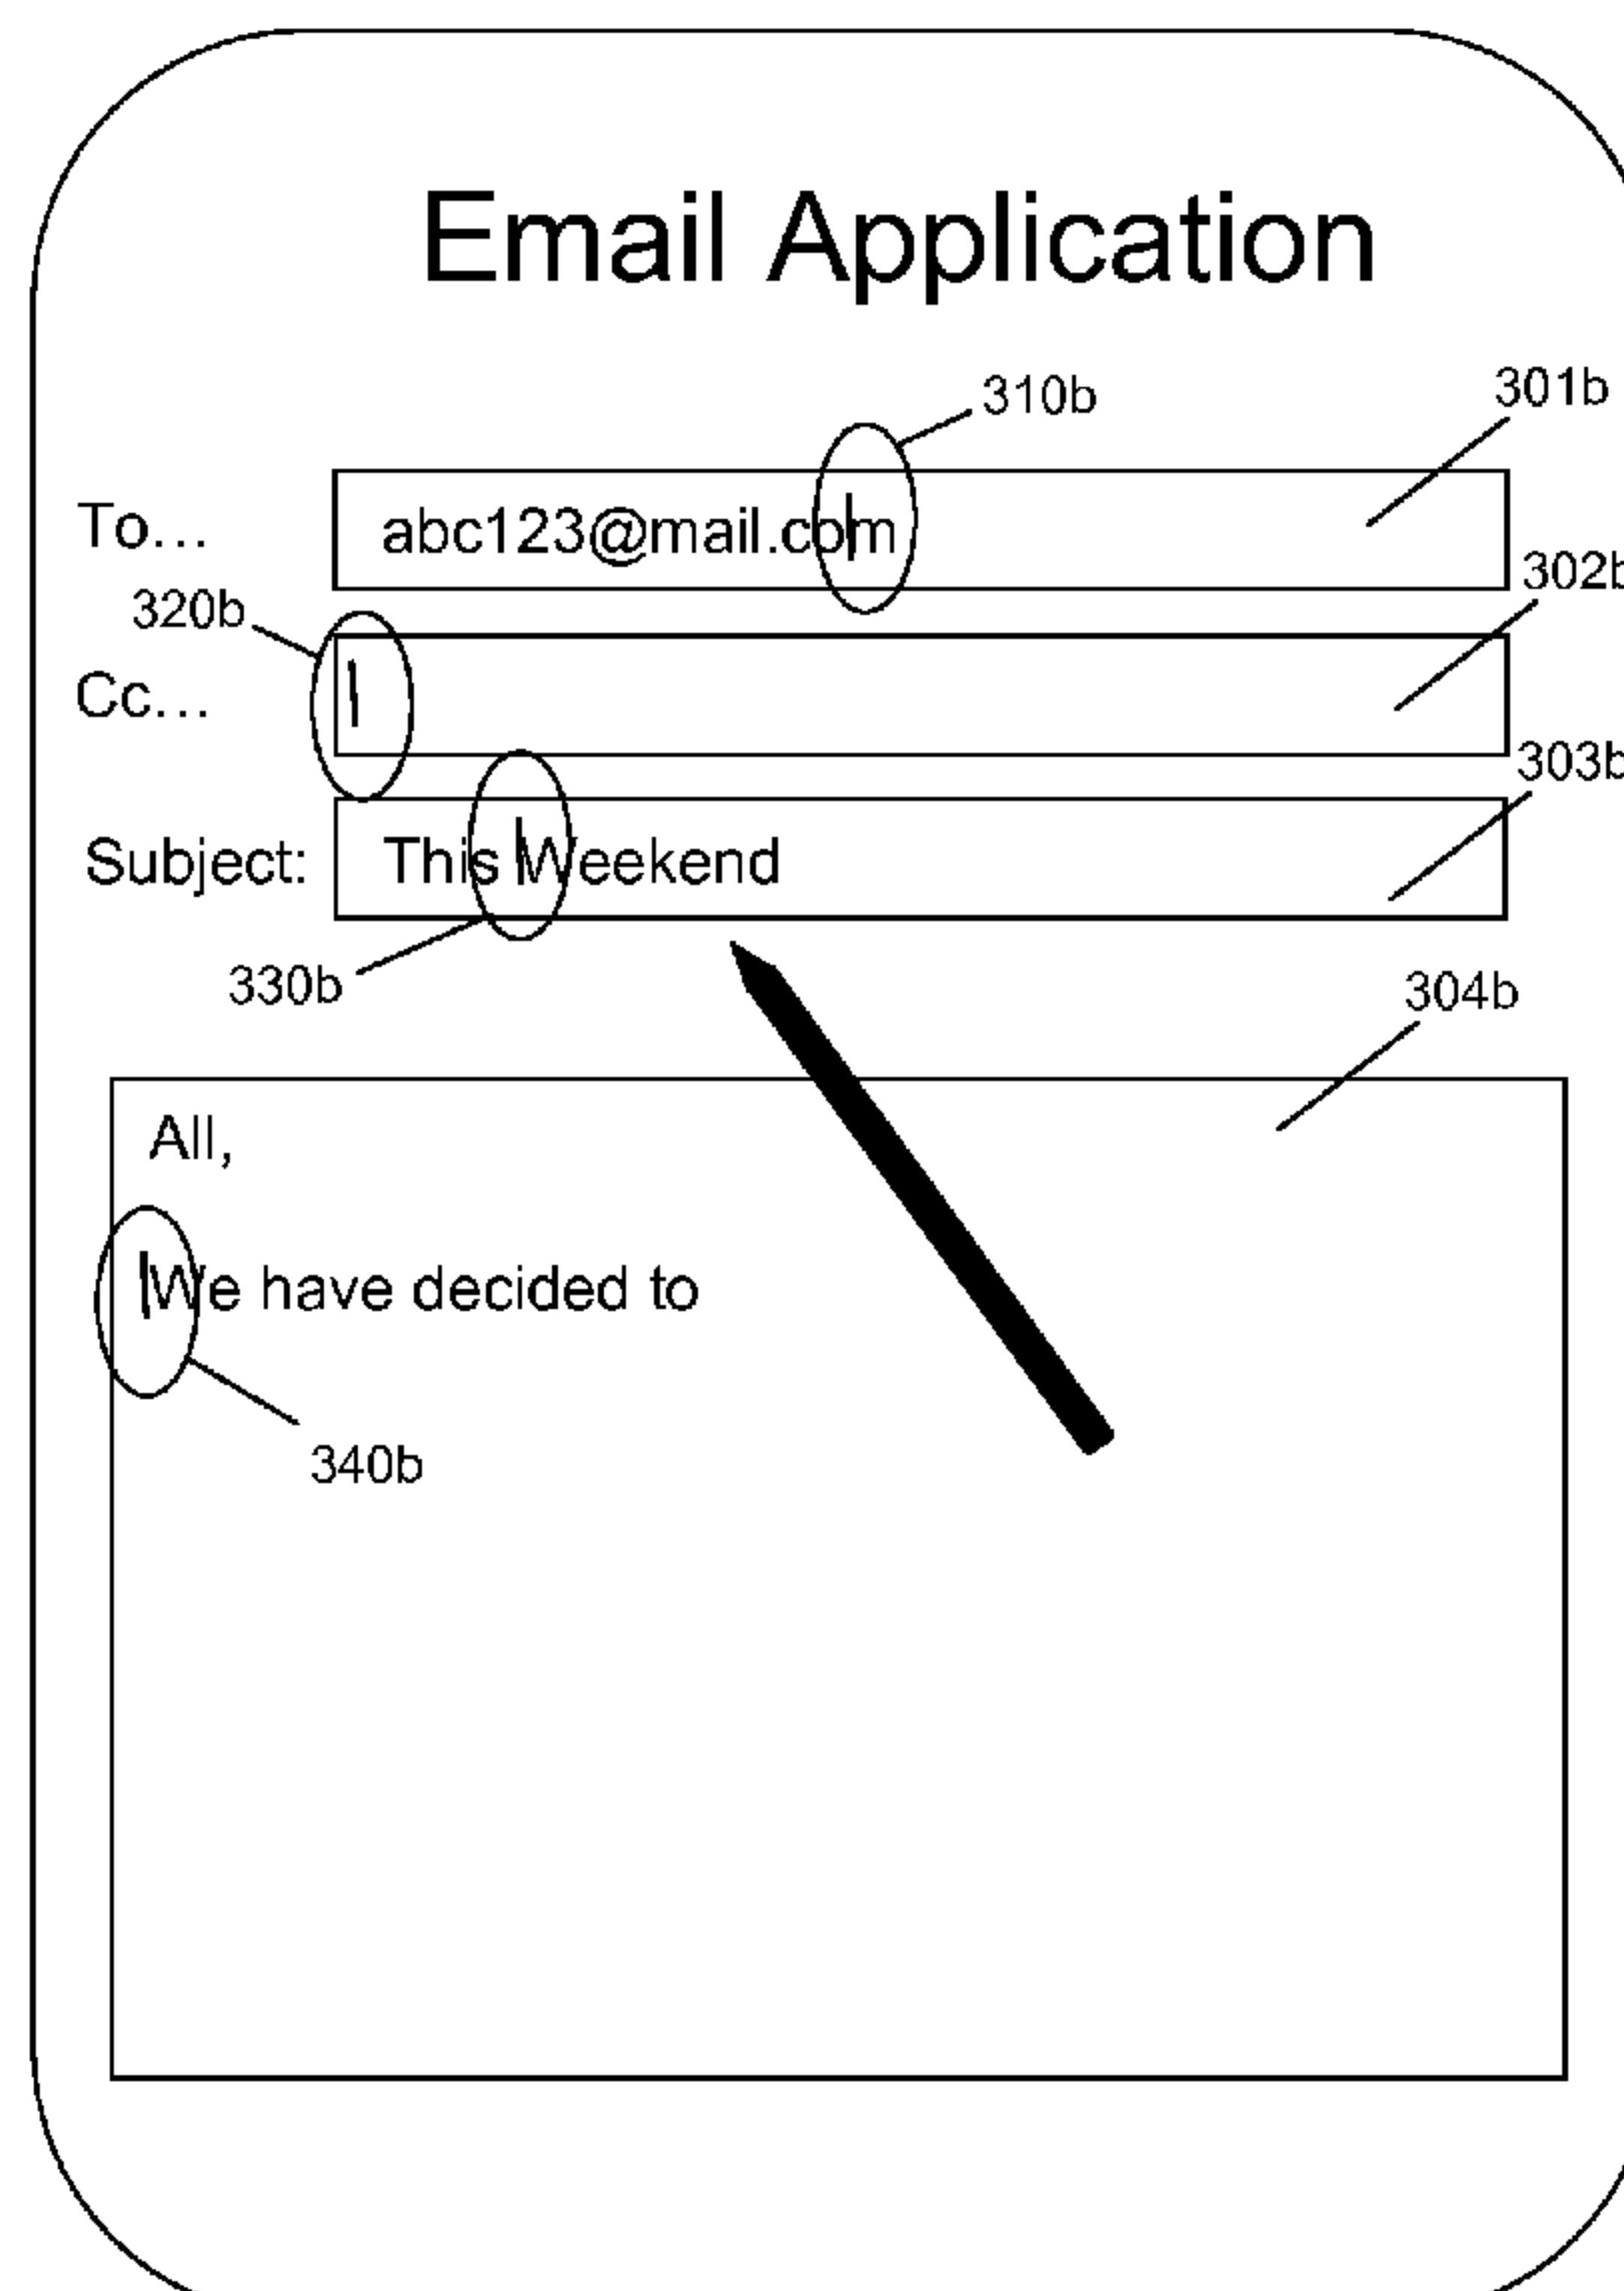 Email Application
310b
301b
To... abc123@mail.com
302b
320b
Cc...
303b
Subject: This Weekend
330b
304b
All,
We have decided to
340b